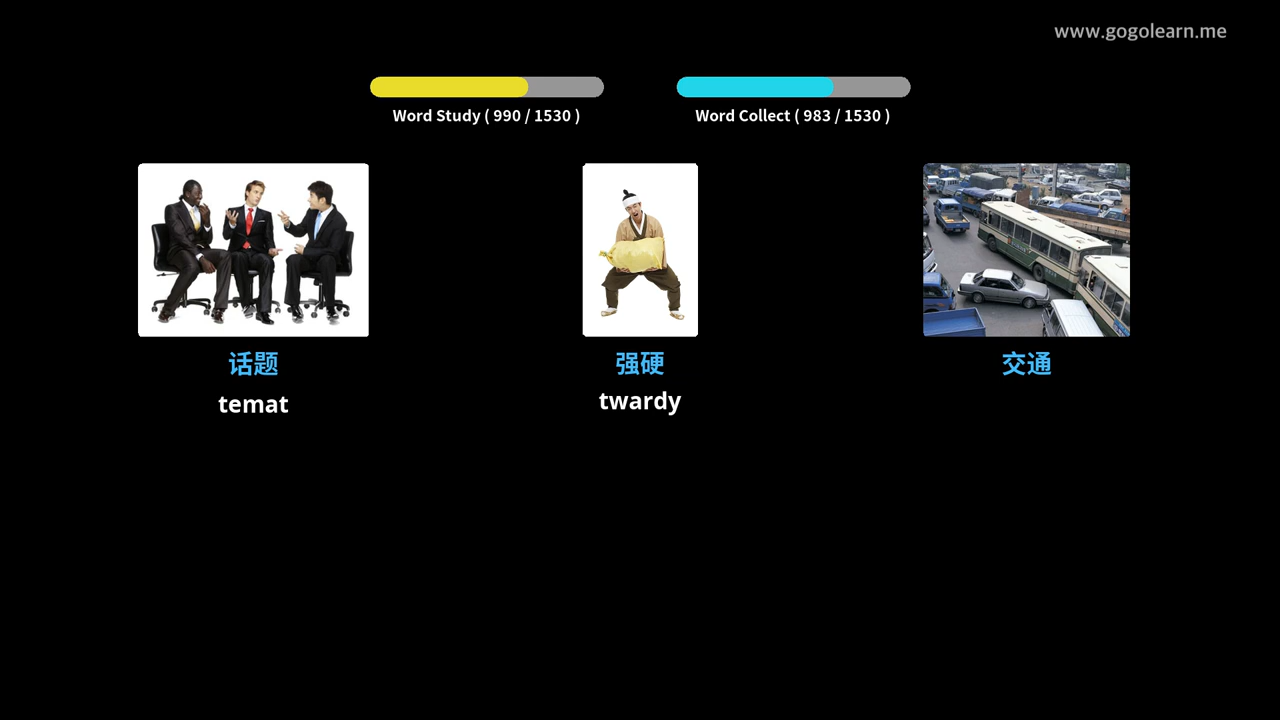 www.gogolearn.me
Word Study ( 990 / 1530 )
Word Collect ( 983 / 1530 )
话题
temat
强硬
twardy
交通